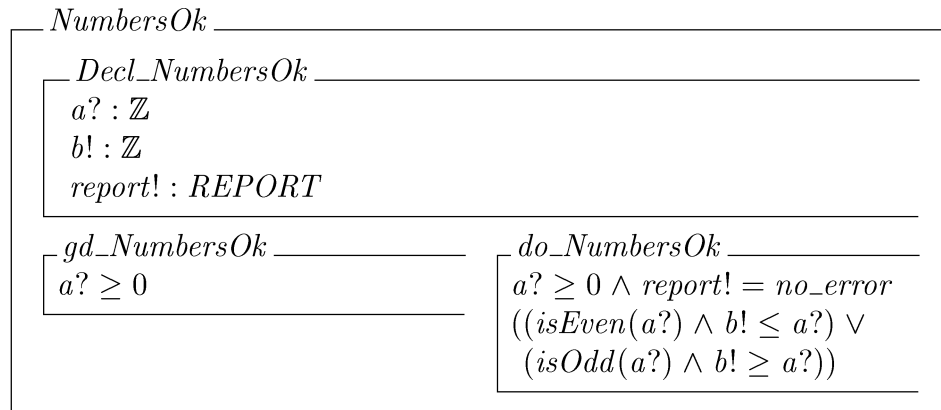 NumbersOk
Decl_NumbersOk
a? : ℤ
b! : ℤ
report! : REPORT
gd_NumbersOk
a? ≥ 0
do_NumbersOk
a? ≥ 0 ∧ report! = no_error
((isEven(a?) ∧ b! ≤ a?) ∨
(isOdd(a?) ∧ b! ≥ a?))